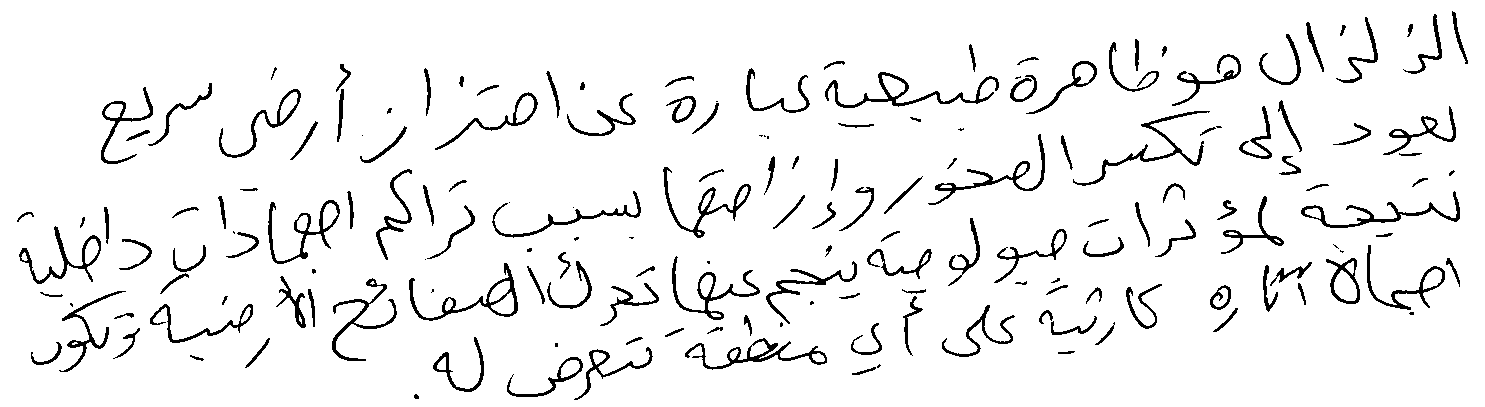 الزلزال هو ظاهرة طبيعية عبارة عن اهتزاز أرضي سريع
يعود إلى تكسر الصخور وإزاحتها بسبب تراكم اجهادات داخلية
نتيجة لمؤثرات جيولوجية ينجم عنها تحرك الصفائح الأرضية وتكون
اجمالا آثاره كارثية على أي منطقة تتعرض له.